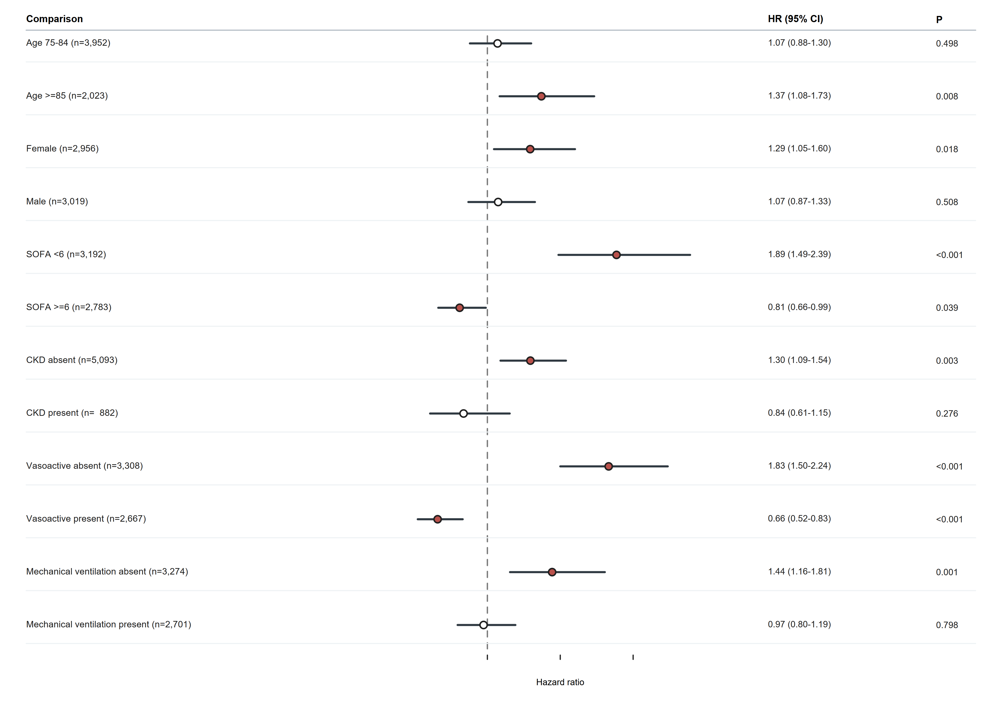 Comparison HR (95% CI) P
Age 75-84 (n=3,952) 1.07 (0.88-1.30) 0.498
Age >=85 (n=2,023) 1.37 (1.08-1.73) 0.008
Female (n=2,956) 1.29 (1.05-1.60) 0.018
Male (n=3,019) 1.07 (0.87-1.33) 0.508
SOFA <6 (n=3,192) 1.89 (1.49-2.39) <0.001
SOFA >=6 (n=2,783) 0.81 (0.66-0.99) 0.039
CKD absent (n=5,093) 1.30 (1.09-1.54) 0.003
CKD present (n=  882) 0.84 (0.61-1.15) 0.276
Vasoactive absent (n=3,308) 1.83 (1.50-2.24) <0.001
Vasoactive present (n=2,667) 0.66 (0.52-0.83) <0.001
Mechanical ventilation absent (n=3,274) 1.44 (1.16-1.81) 0.001
Mechanical ventilation present (n=2,701) 0.97 (0.80-1.19) 0.798
Hazard ratio